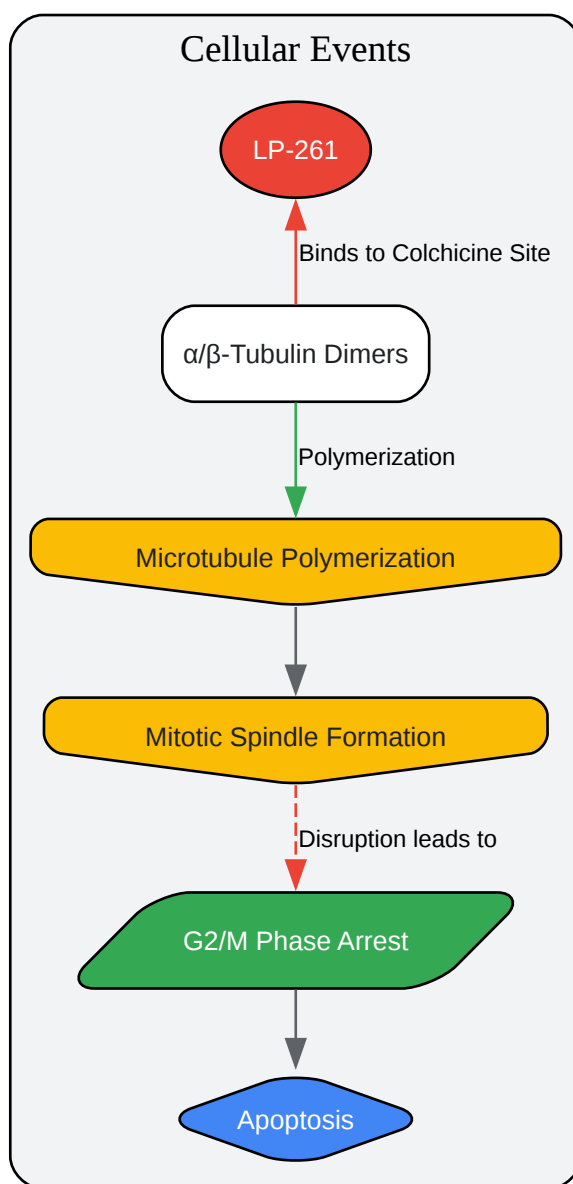 Cellular Events
LP-261
Binds to Colchicine Site
α/β-Tubulin Dimers
Polymerization
Microtubule Polymerization
Mitotic Spindle Formation
Disruption leads to
G2/M Phase Arrest
Apoptosis